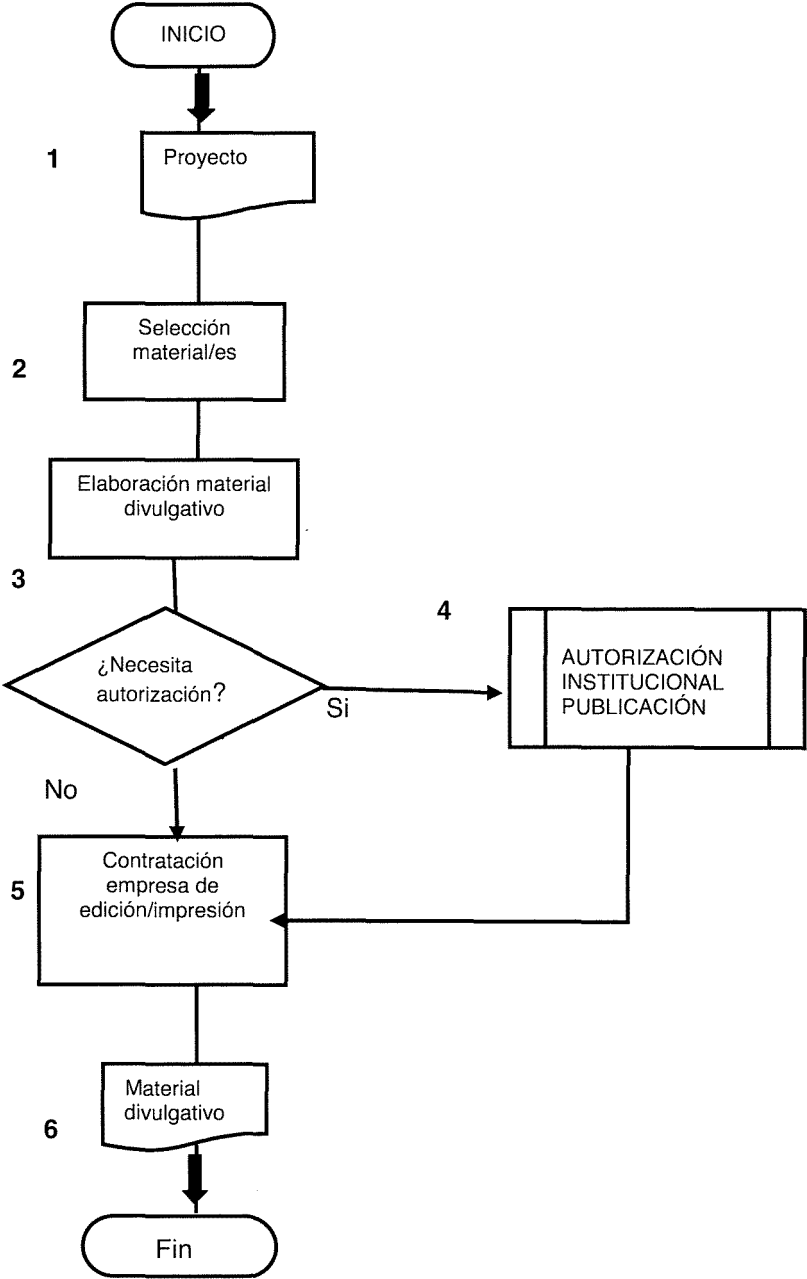 INICIO
1
Proyecto
Selección
material/es
2
Elaboración material
divulgativo
3
4
¿Necesita
autorización?
Si
AUTORIZACIÓN
INSTITUCIONAL
PUBLICACIÓN
No
Contratación
empresa de
edición/impresión
5
Material
divulgativo
6
Fin